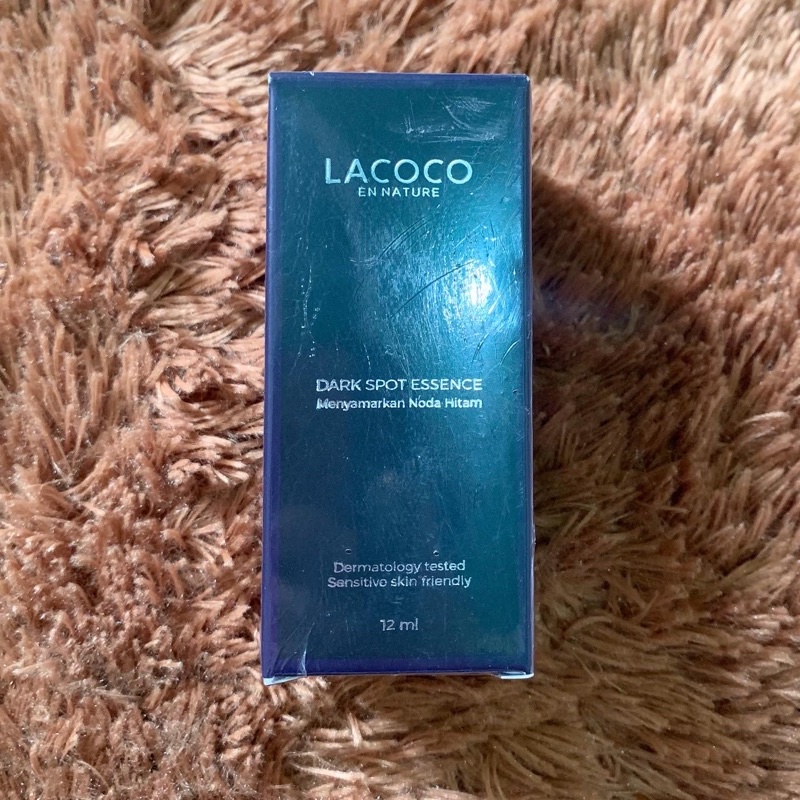 LACOCO
EN NATURE
DARK SPOT ESSENCE
Menyamarkan Noda Hitam
Dermatology tested
Sensitive skin friendly
12 ml